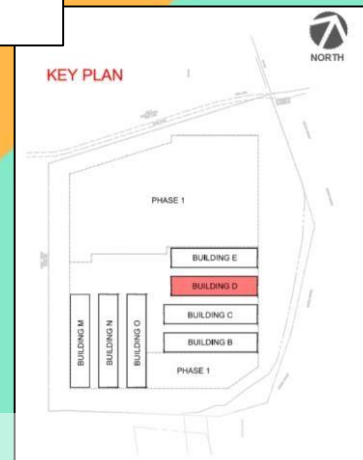 NORTH
KEY PLAN
PHASE 1
BUILDING E
BUILDING D
BUILDING C
BUILDING B
BUILDING M
BUILDING N
BUILDING O
PHASE 1